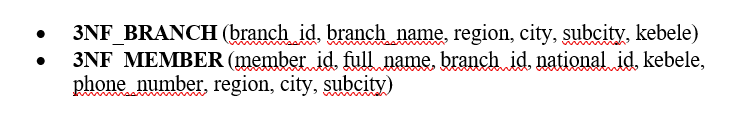 • 3NF_BRANCH (branch_id, branch_name, region, city, subcity, kebele)
• 3NF_MEMBER (member_id, full_name, branch_id, national_id, kebele,
phone_number, region, city, subcity)